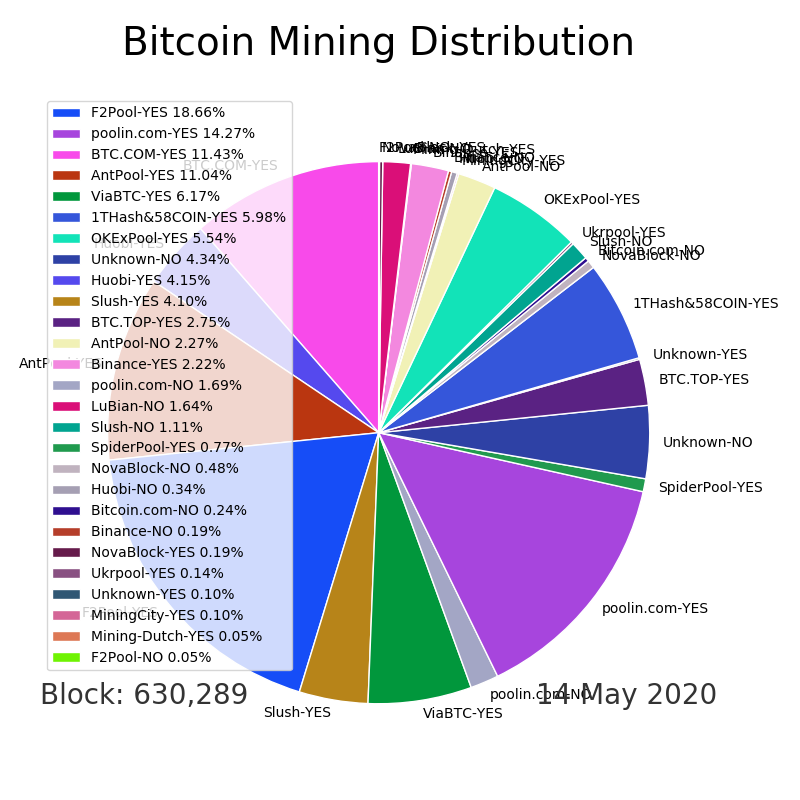 Bitcoin Mining Distribution
F2Pool-YES 18.66%
poolin.com-YES 14.27%
BTC.COM-YES 11.43%
AntPool-YES 11.04%
ViaBTC-YES 6.17%
1THash&58COIN-YES 5.98%
OKExPool-YES 5.54%
Unknown-NO 4.34%
Huobi-YES 4.15%
Slush-YES 4.10%
BTC.TOP-YES 2.75%
AntPool-NO 2.27%
Binance-YES 2.22%
poolin.com-NO 1.69%
LuBian-NO 1.64%
Slush-NO 1.11%
SpiderPool-YES 0.77%
NovaBlock-NO 0.48%
Huobi-NO 0.34%
Bitcoin.com-NO 0.24%
Binance-NO 0.19%
NovaBlock-YES 0.19%
Ukrpool-YES 0.14%
Unknown-YES 0.10%
MiningCity-YES 0.10%
Mining-Dutch-YES 0.05%
F2Pool-NO 0.05%
BTC.COM-YES
Huobi-YES
AntPool-YES
F2Pool-YES
AntPool-NO
OKExPool-YES
Ukrpool-YES
Slush-NO
Bitcoin.com-NO
NovaBlock-NO
1THash&58COIN-YES
Unknown-YES
BTC.TOP-YES
Unknown-NO
SpiderPool-YES
poolin.com-YES
poolin.com-NO
ViaBTC-YES
Slush-YES
Block: 630,289
14 May 2020